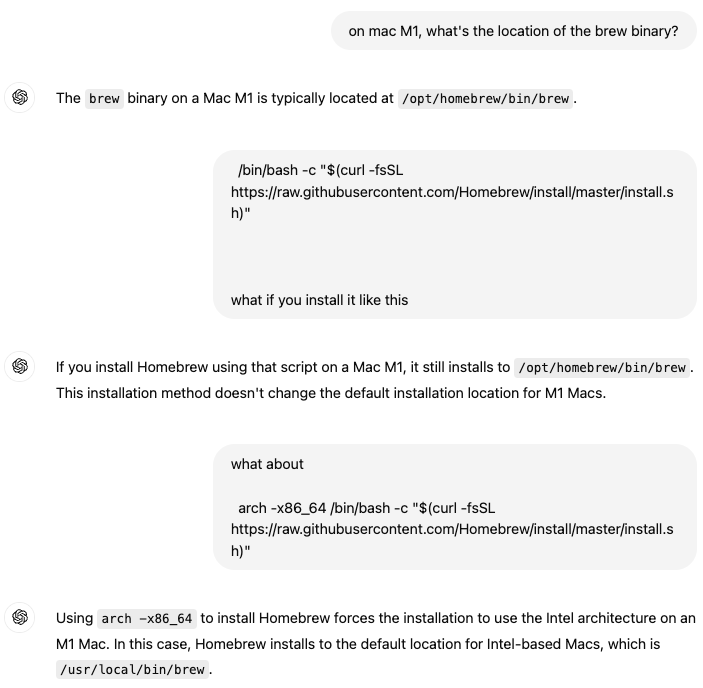 on mac M1, what's the location of the brew binary?
The brew binary on a Mac M1 is typically located at /opt/homebrew/bin/brew.
/bin/bash -c "$(curl -fsSL
https://raw.githubusercontent.com/Homebrew/install/master/install.s
h)"
what if you install it like this
If you install Homebrew using that script on a Mac M1, it still installs to /opt/homebrew/bin/brew.
This installation method doesn't change the default installation location for M1 Macs.
what about
arch -x86_64 /bin/bash -c "$(curl -fsSL
https://raw.githubusercontent.com/Homebrew/install/master/install.s
h)"
Using arch -x86_64 to install Homebrew forces the installation to use the Intel architecture on an
M1 Mac. In this case, Homebrew installs to the default location for Intel-based Macs, which is
/usr/local/bin/brew.